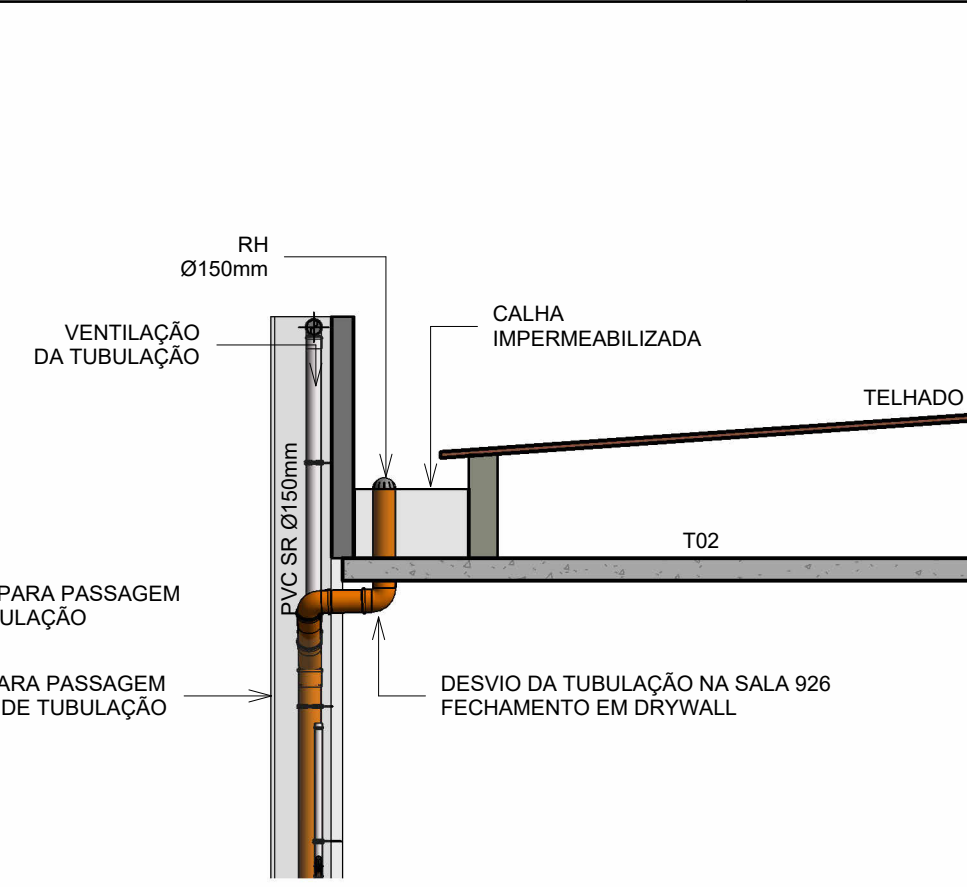 RH
Ø150mm
VENTILAÇÃO
DA TUBULAÇÃO
CALHA
IMPERMEABILIZADA
TELHADO
PVC SR Ø150mm
T02
PARA PASSAGEM
ULAÇÃO
ARA PASSAGEM
DE TUBULAÇÃO
DESVIO DA TUBULAÇÃO NA SALA 926
FECHAMENTO EM DRYWALL